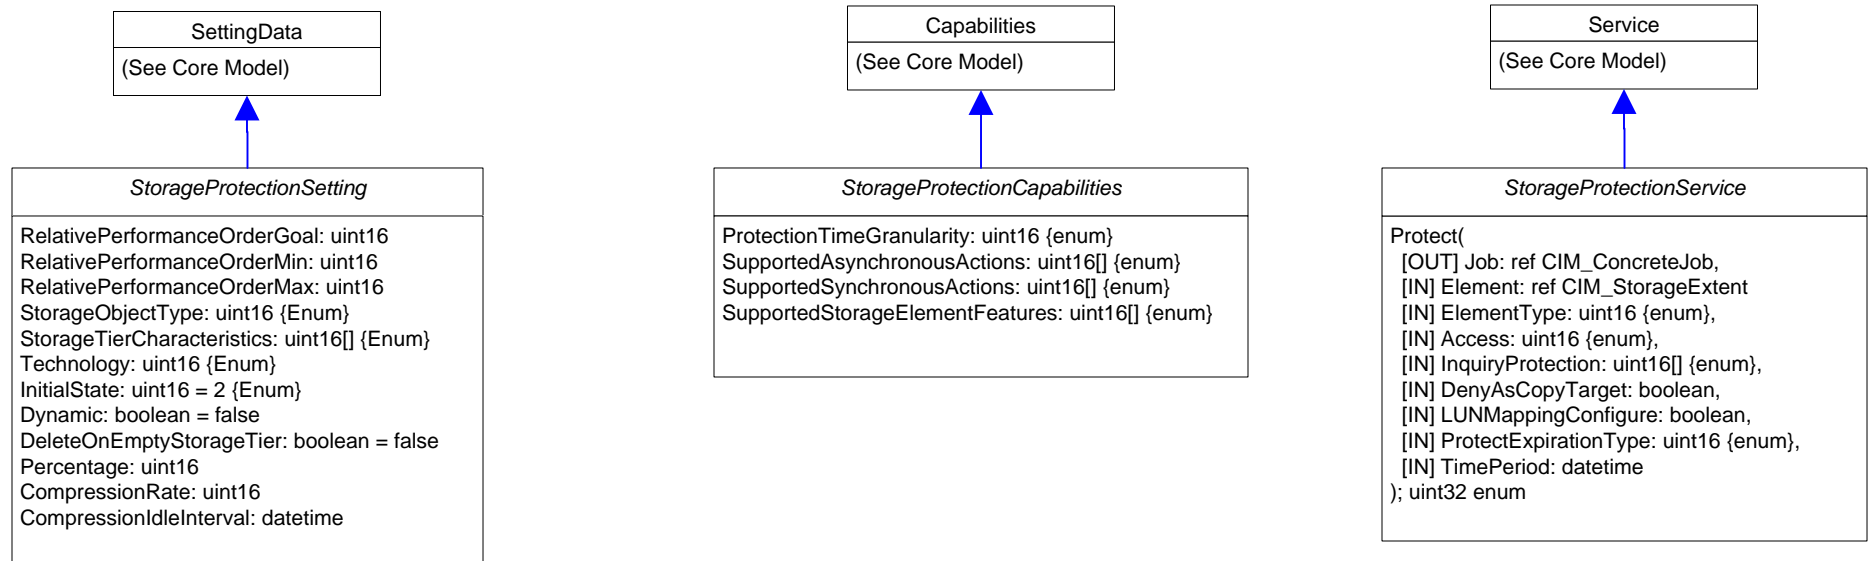 SettingData
(See Core Model)
StorageProtectionSetting
RelativePerformanceOrderGoal: uint16
RelativePerformanceOrderMin: uint16
RelativePerformanceOrderMax: uint16
StorageObjectType: uint16 {Enum}
StorageTierCharacteristics: uint16[] {Enum}
Technology: uint16 {Enum}
InitialState: uint16 = 2 {Enum}
Dynamic: boolean = false
DeleteOnEmptyStorageTier: boolean = false
Percentage: uint16
CompressionRate: uint16
CompressionIdleInterval: datetime
Capabilities
(See Core Model)
StorageProtectionCapabilities
ProtectionTimeGranularity: uint16 {enum}
SupportedAsynchronousActions: uint16[] {enum}
SupportedSynchronousActions: uint16[] {enum}
SupportedStorageElementFeatures: uint16[] {enum}
Service
(See Core Model)
StorageProtectionService
Protect(
[OUT] Job: ref CIM_ConcreteJob,
[IN] Element: ref CIM_StorageExtent
[IN] ElementType: uint16 {enum},
[IN] Access: uint16 {enum},
[IN] InquiryProtection: uint16[] {enum},
[IN] DenyAsCopyTarget: boolean,
[IN] LUNMappingConfigure: boolean,
[IN] ProtectExpirationType: uint16 {enum},
[IN] TimePeriod: datetime
); uint32 enum